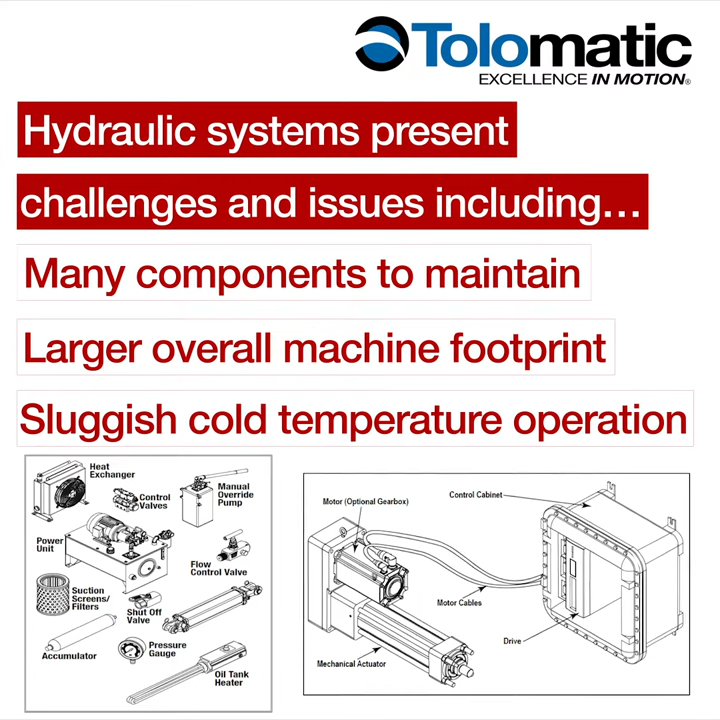 Tolomatic
EXCELLENCE IN MOTION®
Hydraulic systems present
challenges and issues including...
Many components to maintain
Larger overall machine footprint
Sluggish cold temperature operation
Heat
Exchanger
Control
Valves
Manual
Override
Pump
Power
Unit
Flow
Control Valve
Suction
Screens/
Filters
Shut Off
Valve
Accumulator
Pressure
Gauge
Oil Tank
Heater
Motor (Optional Gearbox)
Control Cabinet
Motor Cables
Drive
Mechanical Actuator